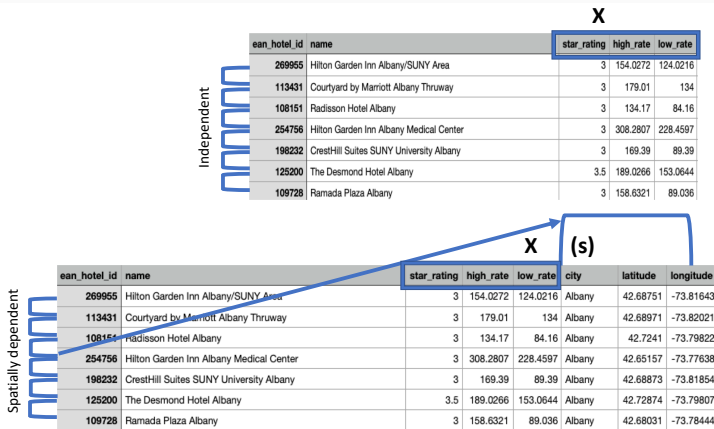 X
ean_hotel_id name star_rating high_rate low_rate
269955 Hilton Garden Inn Albany/SUNY Area 3 154.0272 124.0216
113431 Courtyard by Marriott Albany Thruway 3 179.01 134
108151 Radisson Hotel Albany 3 134.17 84.16
254756 Hilton Garden Inn Albany Medical Center 3 308.2807 228.4597
198232 CrestHill Suites SUNY University Albany 3 169.39 89.39
125200 The Desmond Hotel Albany 3.5 189.0266 153.0644
109728 Ramada Plaza Albany 3 158.6321 89.036
Independent
X (s)
ean_hotel_id name star_rating high_rate low_rate city latitude longitude
269955 Hilton Garden Inn Albany/SUNY Area 3 154.0272 124.0216 Albany 42.68751 -73.81643
113431 Courtyard by Marriott Albany Thruway 3 179.01 134 Albany 42.68971 -73.82021
108151 Radisson Hotel Albany 3 134.17 84.16 Albany 42.7241 -73.79822
254756 Hilton Garden Inn Albany Medical Center 3 308.2807 228.4597 Albany 42.65157 -73.77638
198232 CrestHill Suites SUNY University Albany 3 169.39 89.39 Albany 42.68873 -73.81854
125200 The Desmond Hotel Albany 3.5 189.0266 153.0644 Albany 42.72874 -73.79807
109728 Ramada Plaza Albany 3 158.6321 89.036 Albany 42.68031 -73.78444
Spatially dependent